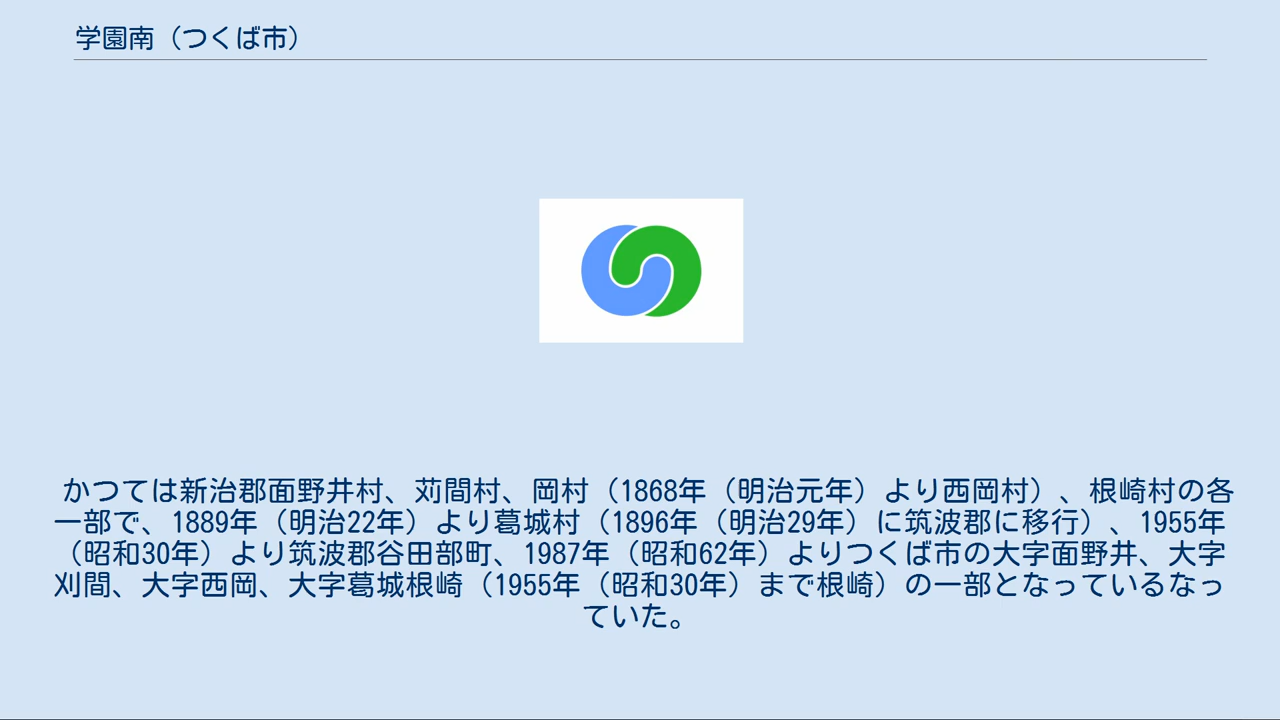 学園南（つくば市）
かつては新治郡面野井村、苅間村、岡村（1868年（明治元年）より西岡村）、根崎村の各
一部で、1889年（明治22年）より葛城村（1896年（明治29年）に筑波郡に移行）、1955年
（昭和30年）より筑波郡谷田部町、1987年（昭和62年）よりつくば市の大字面野井、大字
刈間、大字西岡、大字葛城根崎（1955年（昭和30年）まで根崎）の一部となっているなっ
ていた。